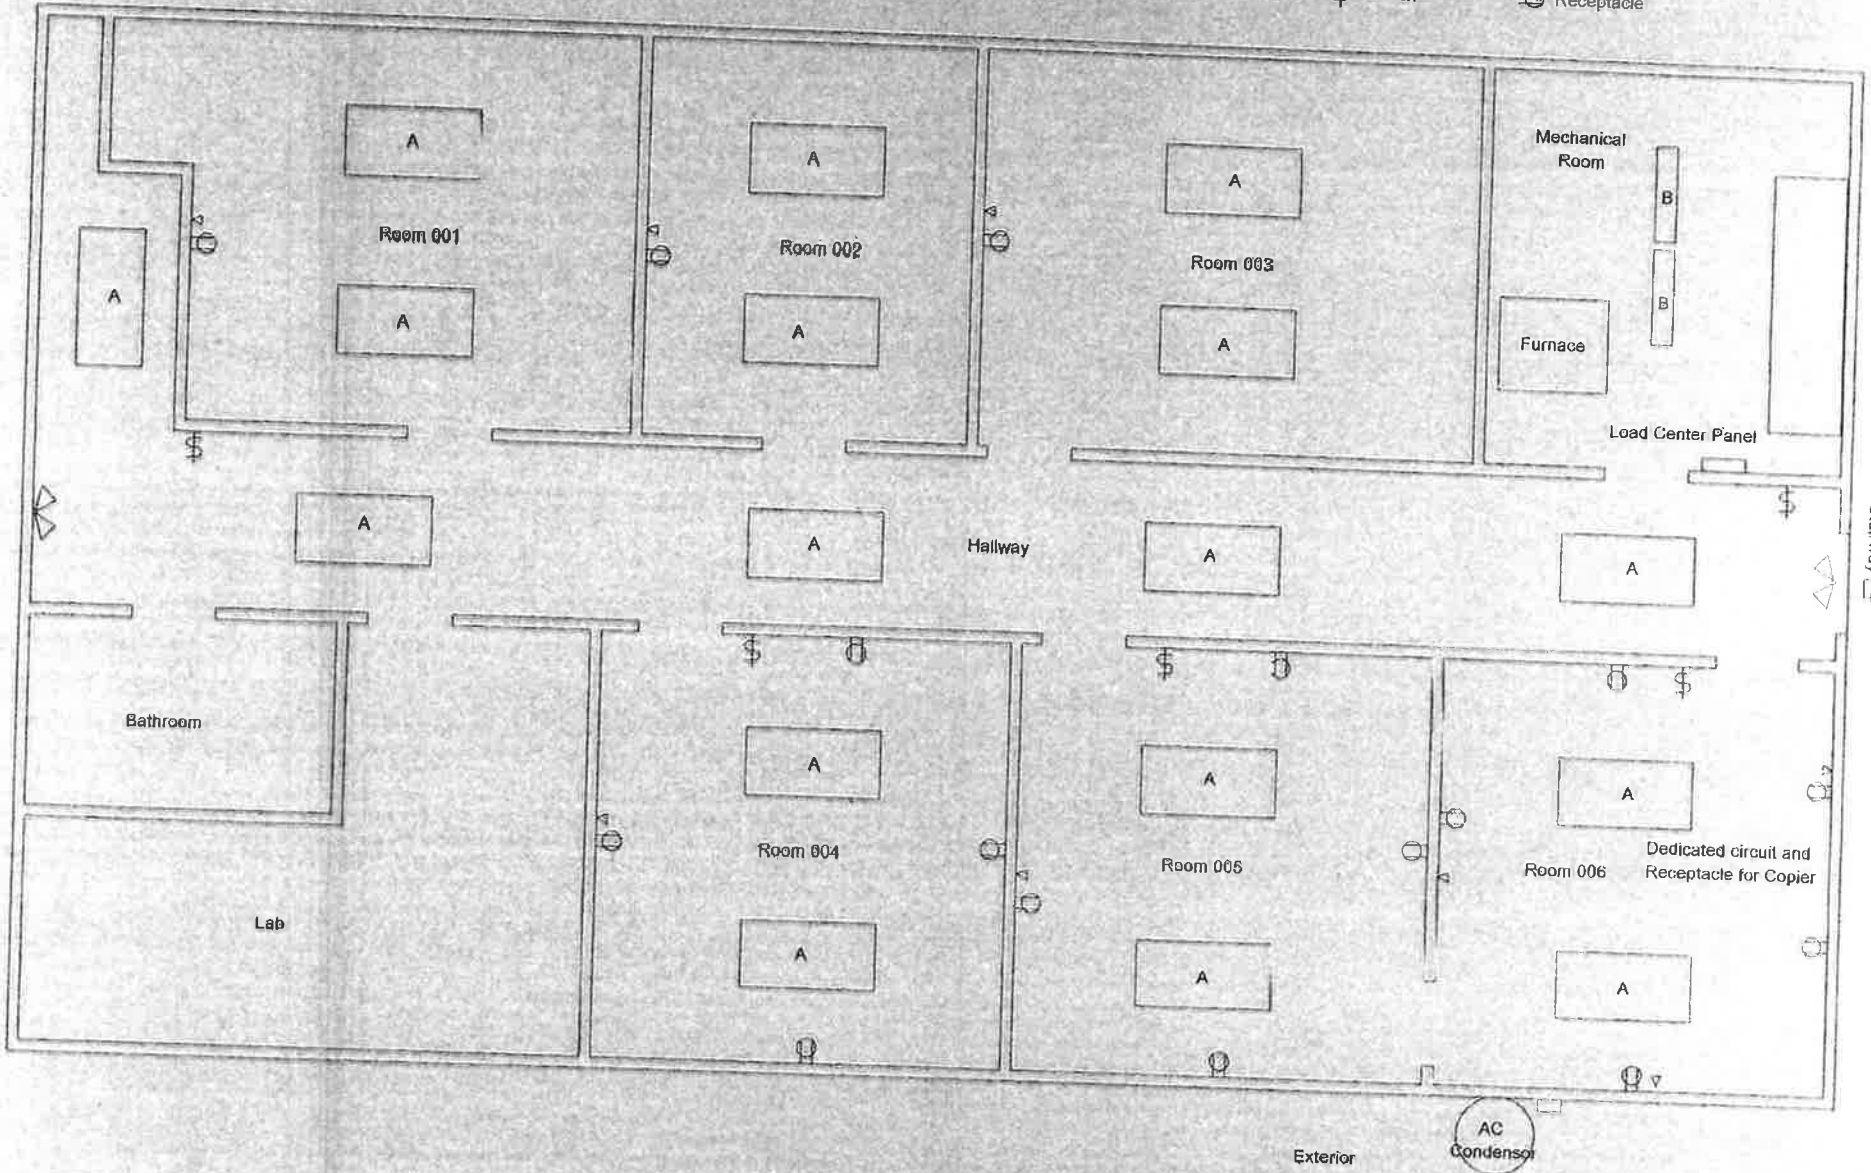 Receptacle
A
A
A
A
A
A
A
Room 001
Room 002
Room 003
Mechanical
Room
B
B
Furnace
Load Center Panel
$
$
A
A
A
A
Hallway
$
$
$
Bathroom
Lab
A
A
A
Room 004
Room 005
Room 006
Dedicated circuit and
Receptacle for Copier
A
A
A
AC
Condensor
Exterior